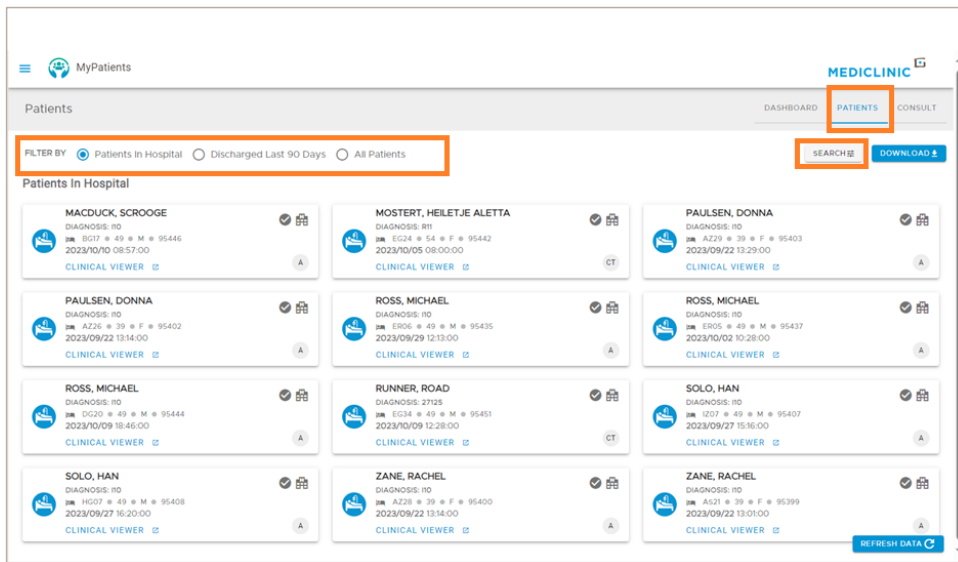 MyPatients
MEDICLINIC
Patients
DASHBOARD PATIENTS CONSULT
FILTER BY Patients In Hospital Discharged Last 90 Days All Patients
SEARCH DOWNLOAD
Patients In Hospital
MACDUCK, SCROOGE
DIAGNOSIS: I10
BG17 49 M 95446
2023/10/10 08:57:00
CLINICAL VIEWER
A
MOSTERT, HEILETJE ALETTA
DIAGNOSIS: R11
EG24 54 F 95442
2023/10/05 08:00:00
CLINICAL VIEWER
CT
PAULSEN, DONNA
DIAGNOSIS: I10
AZ29 39 F 95403
2023/09/22 13:29:00
CLINICAL VIEWER
A
PAULSEN, DONNA
DIAGNOSIS: I10
AZ26 39 F 95402
2023/09/22 13:14:00
CLINICAL VIEWER
A
ROSS, MICHAEL
DIAGNOSIS: I10
ER06 49 M 95435
2023/09/29 12:13:00
CLINICAL VIEWER
A
ROSS, MICHAEL
DIAGNOSIS: I10
ER05 49 M 95437
2023/10/02 10:28:00
CLINICAL VIEWER
A
ROSS, MICHAEL
DIAGNOSIS: I10
DG20 49 M 95444
2023/10/09 18:46:00
CLINICAL VIEWER
A
RUNNER, ROAD
DIAGNOSIS: 27125
EG34 49 M 95451
2023/10/09 12:28:00
CLINICAL VIEWER
CT
SOLO, HAN
DIAGNOSIS: I10
IZ07 49 M 95407
2023/09/27 15:16:00
CLINICAL VIEWER
A
SOLO, HAN
DIAGNOSIS: I10
HG07 49 M 95408
2023/09/27 16:20:00
CLINICAL VIEWER
A
ZANE, RACHEL
DIAGNOSIS: I10
AZ28 39 F 95400
2023/09/22 13:14:00
CLINICAL VIEWER
A
ZANE, RACHEL
DIAGNOSIS: I10
AS21 39 F 95399
2023/09/22 13:01:00
CLINICAL VIEWER
A
REFRESH DATA